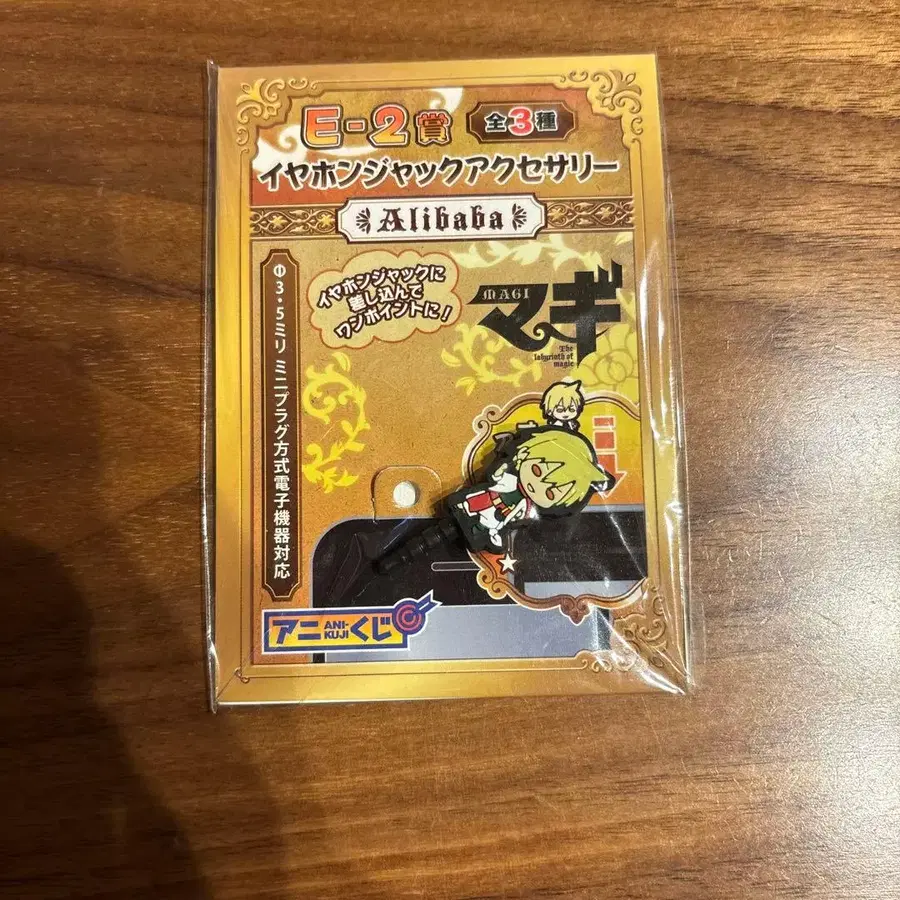 E-2賞 全3種
イヤホンジャックアクセサリー
Alibaba
Φ3・5ミリ ミニプラグ方式電子機器対応
イヤホンジャックに
差し込んで
ワンポイントに!
MAGI
マギ
The
labyrinth of
magic
アニくじ
ANI-
KUJI